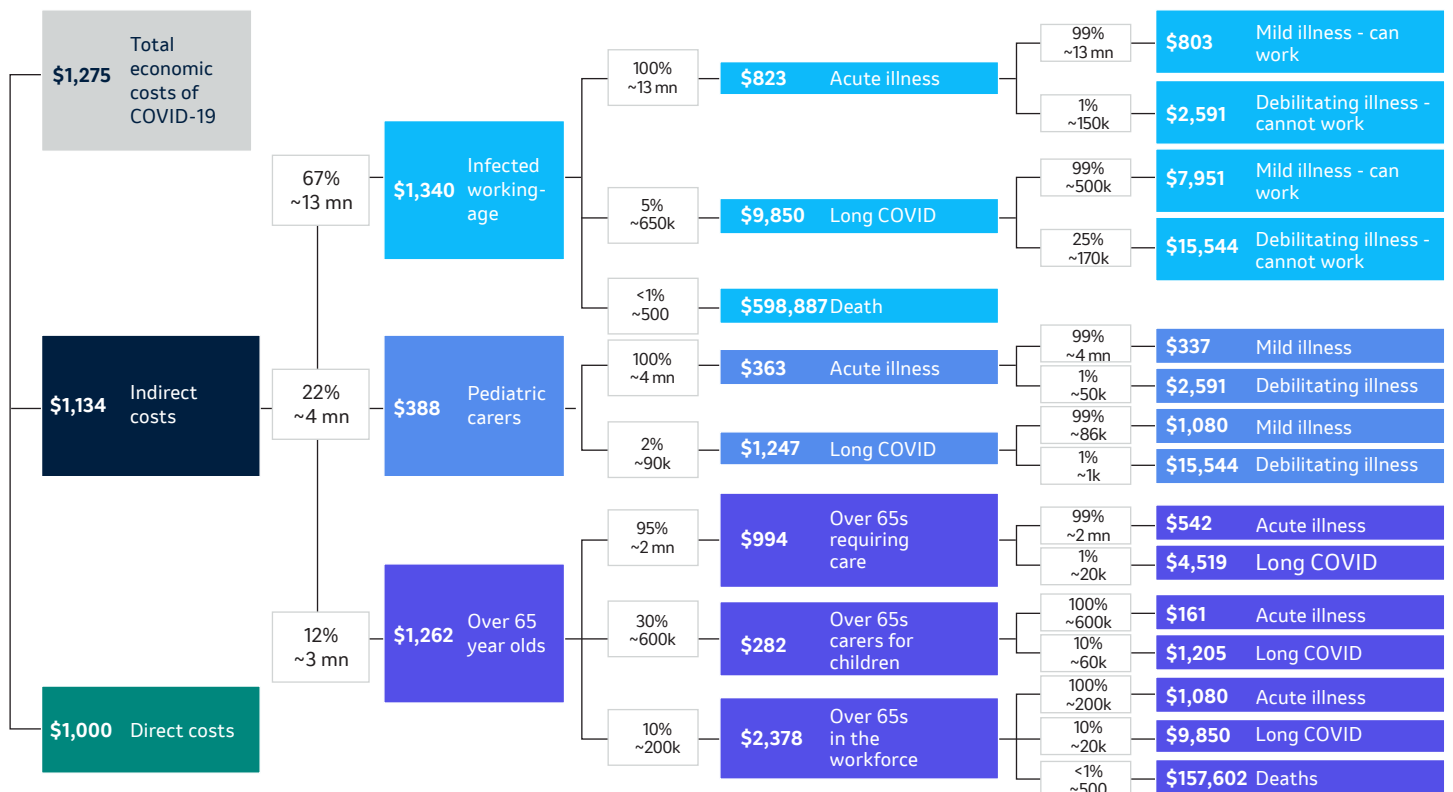 $1,275 Total
economic
costs of
COVID-19
$1,134 Indirect
costs
$1,000 Direct costs
67%
~13 mn
22%
~4 mn
12%
~3 mn
$1,340 Infected
working-
age
$388 Pediatric
carers
$1,262 Over 65
year olds
100%
~13 mn
5%
~650k
<1%
~500
100%
~4 mn
2%
~90k
95%
~2 mn
30%
~600k
10%
~200k
$823 Acute illness
$9,850 Long COVID
$598,887 Death
$363 Acute illness
$1,247 Long COVID
$994 Over 65s
requiring
care
$282 Over 65s
carers for
children
$2,378 Over 65s
in the
workforce
99%
~13 mn
1%
~150k
99%
~500k
25%
~170k
99%
~4 mn
1%
~50k
99%
~86k
1%
~1k
99%
~2 mn
1%
~20k
100%
~600k
10%
~60k
100%
~200k
10%
~20k
<1%
~500
$803 Mild illness - can
work
$2,591 Debilitating illness -
cannot work
$7,951 Mild illness - can
work
$15,544 Debilitating illness -
cannot work
$337 Mild illness
$2,591 Debilitating illness
$1,080 Mild illness
$15,544 Debilitating illness
$542 Acute illness
$4,519 Long COVID
$161 Acute illness
$1,205 Long COVID
$1,080 Acute illness
$9,850 Long COVID
$157,602 Deaths